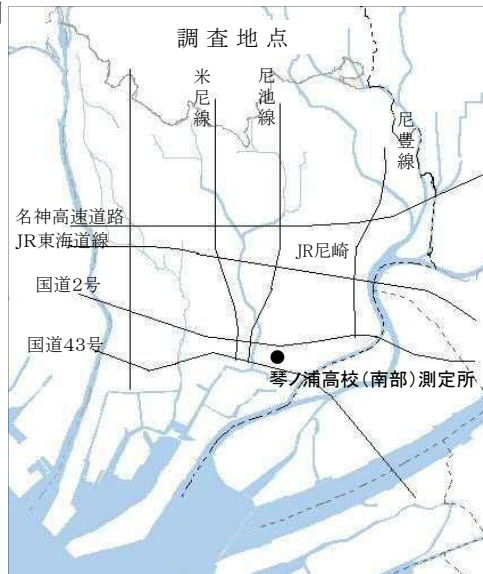 調査地点
米尼線
尼池線
尼豊線
名神高速道路
JR東海道線
JR尼崎
国道2号
国道43号
琴ノ浦高校(南部)測定所